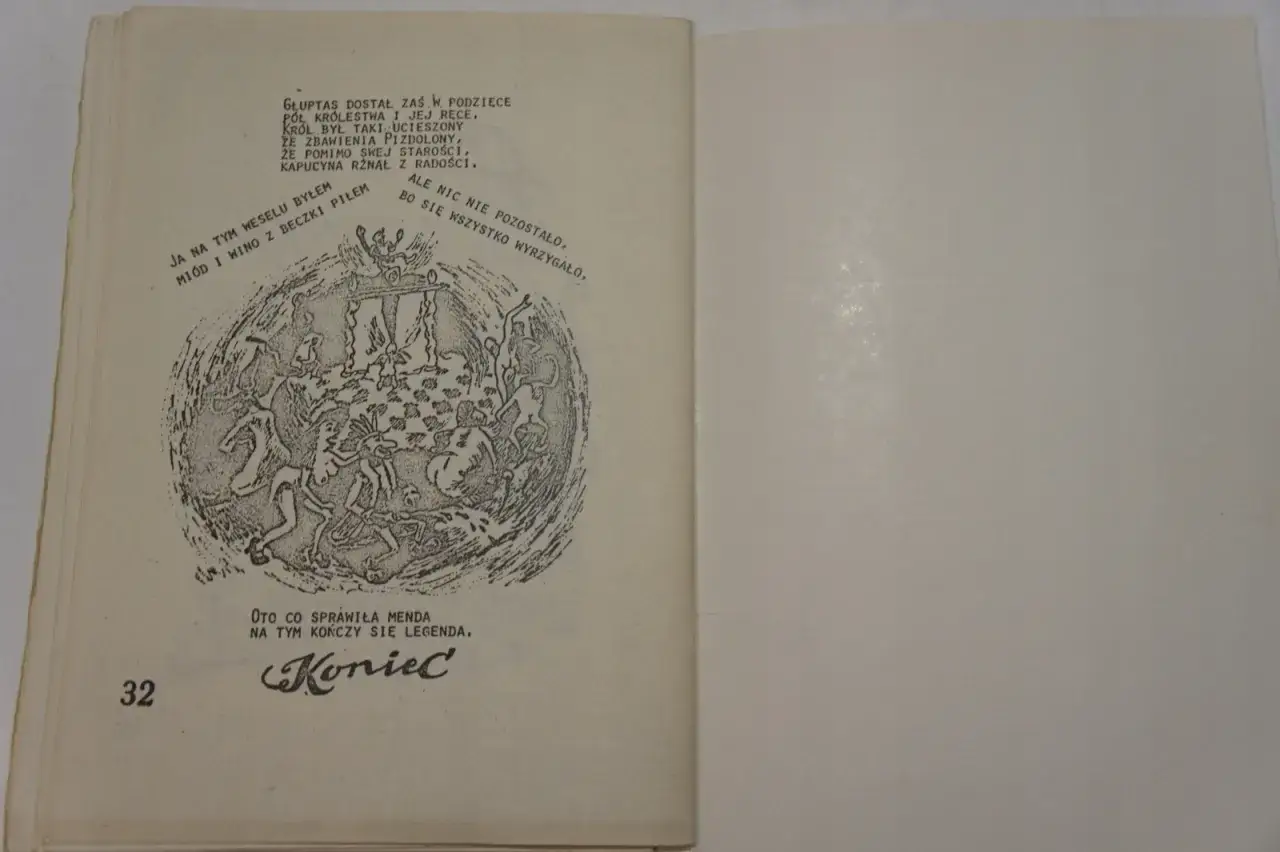 GŁUPTAS DOSTAŁ ZAŚ W PODZIĘCE
PÓŁ KRÓLESTWA I JEJ RĘCE.
KRÓL BYŁ TAKI UCIESZONY
ŻE ZBAWIENIA PIZDOLONY,
ŻE POMIMO SWEJ STAROŚCI,
KAPUCYNA RŻNĄŁ Z RADOŚCI.
JA NA TYM WESELU BYŁEM
MIÓD I WINO Z BECZKI PIŁEM
ALE NIC NIE POZOSTAŁO,
BO SIĘ WSZYSTKO WYRZYGAŁO,
OTO CO SPRAWIŁA MENDA
NA TYM KOŃCZY SIĘ LEGENDA.
Koniec
32